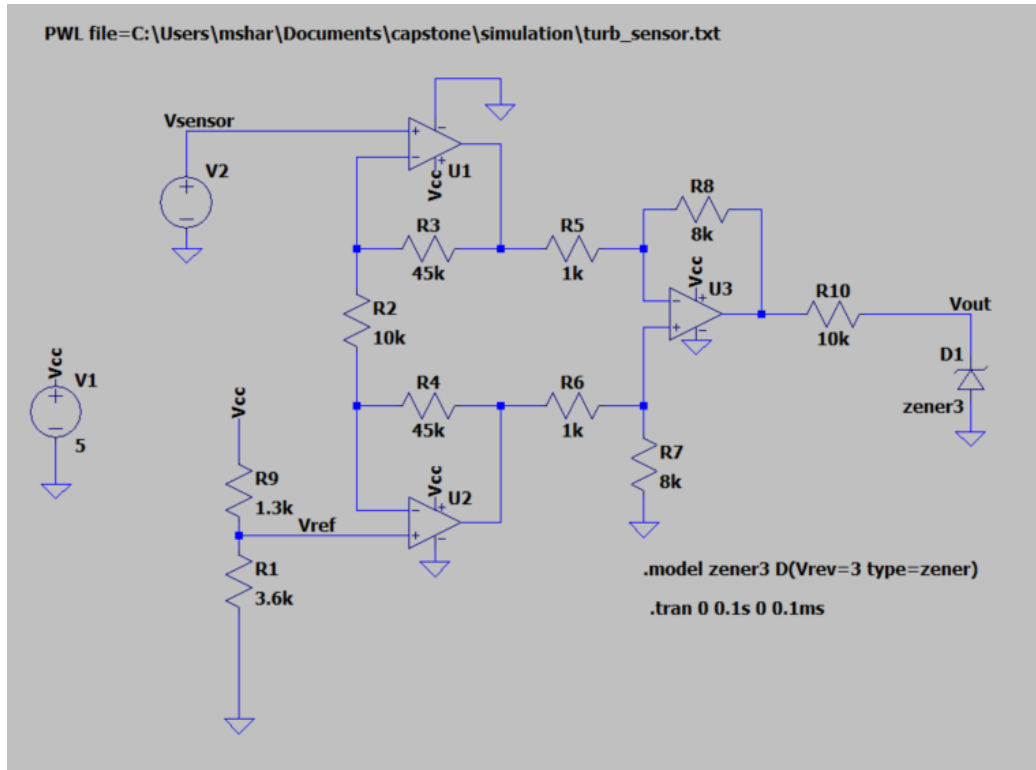 PWL file=C:\Users\mshar\Documents\capstone\simulation\turb_sensor.txt
Vsensor
V2
U1
Vcc
R3
45k
R5
1k
R8
8k
Vcc
U3
R10
10k
Vout
D1
zener3
R2
10k
Vcc
V1
5
Vcc
R9
1.3k
Vref
R1
3.6k
R4
45k
R6
1k
Vcc
U2
R7
8k
.model zener3 D(Vrev=3 type=zener)
.tran 0 0.1s 0 0.1ms